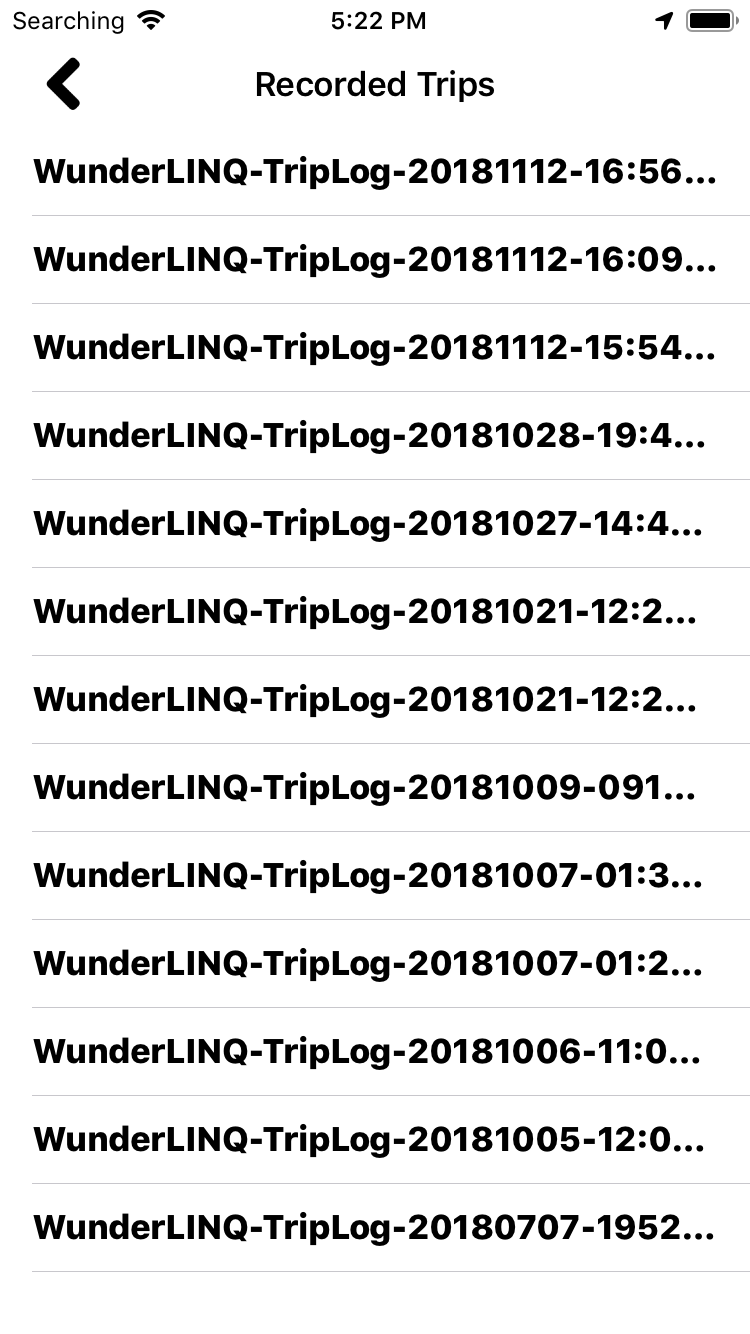 Searching 5:22 PM
Recorded Trips
WunderLINQ-TripLog-20181112-16:56...
WunderLINQ-TripLog-20181112-16:09...
WunderLINQ-TripLog-20181112-15:54...
WunderLINQ-TripLog-20181028-19:4...
WunderLINQ-TripLog-20181027-14:4...
WunderLINQ-TripLog-20181021-12:2...
WunderLINQ-TripLog-20181021-12:2...
WunderLINQ-TripLog-20181009-091...
WunderLINQ-TripLog-20181007-01:3...
WunderLINQ-TripLog-20181007-01:2...
WunderLINQ-TripLog-20181006-11:0...
WunderLINQ-TripLog-20181005-12:0...
WunderLINQ-TripLog-20180707-1952...